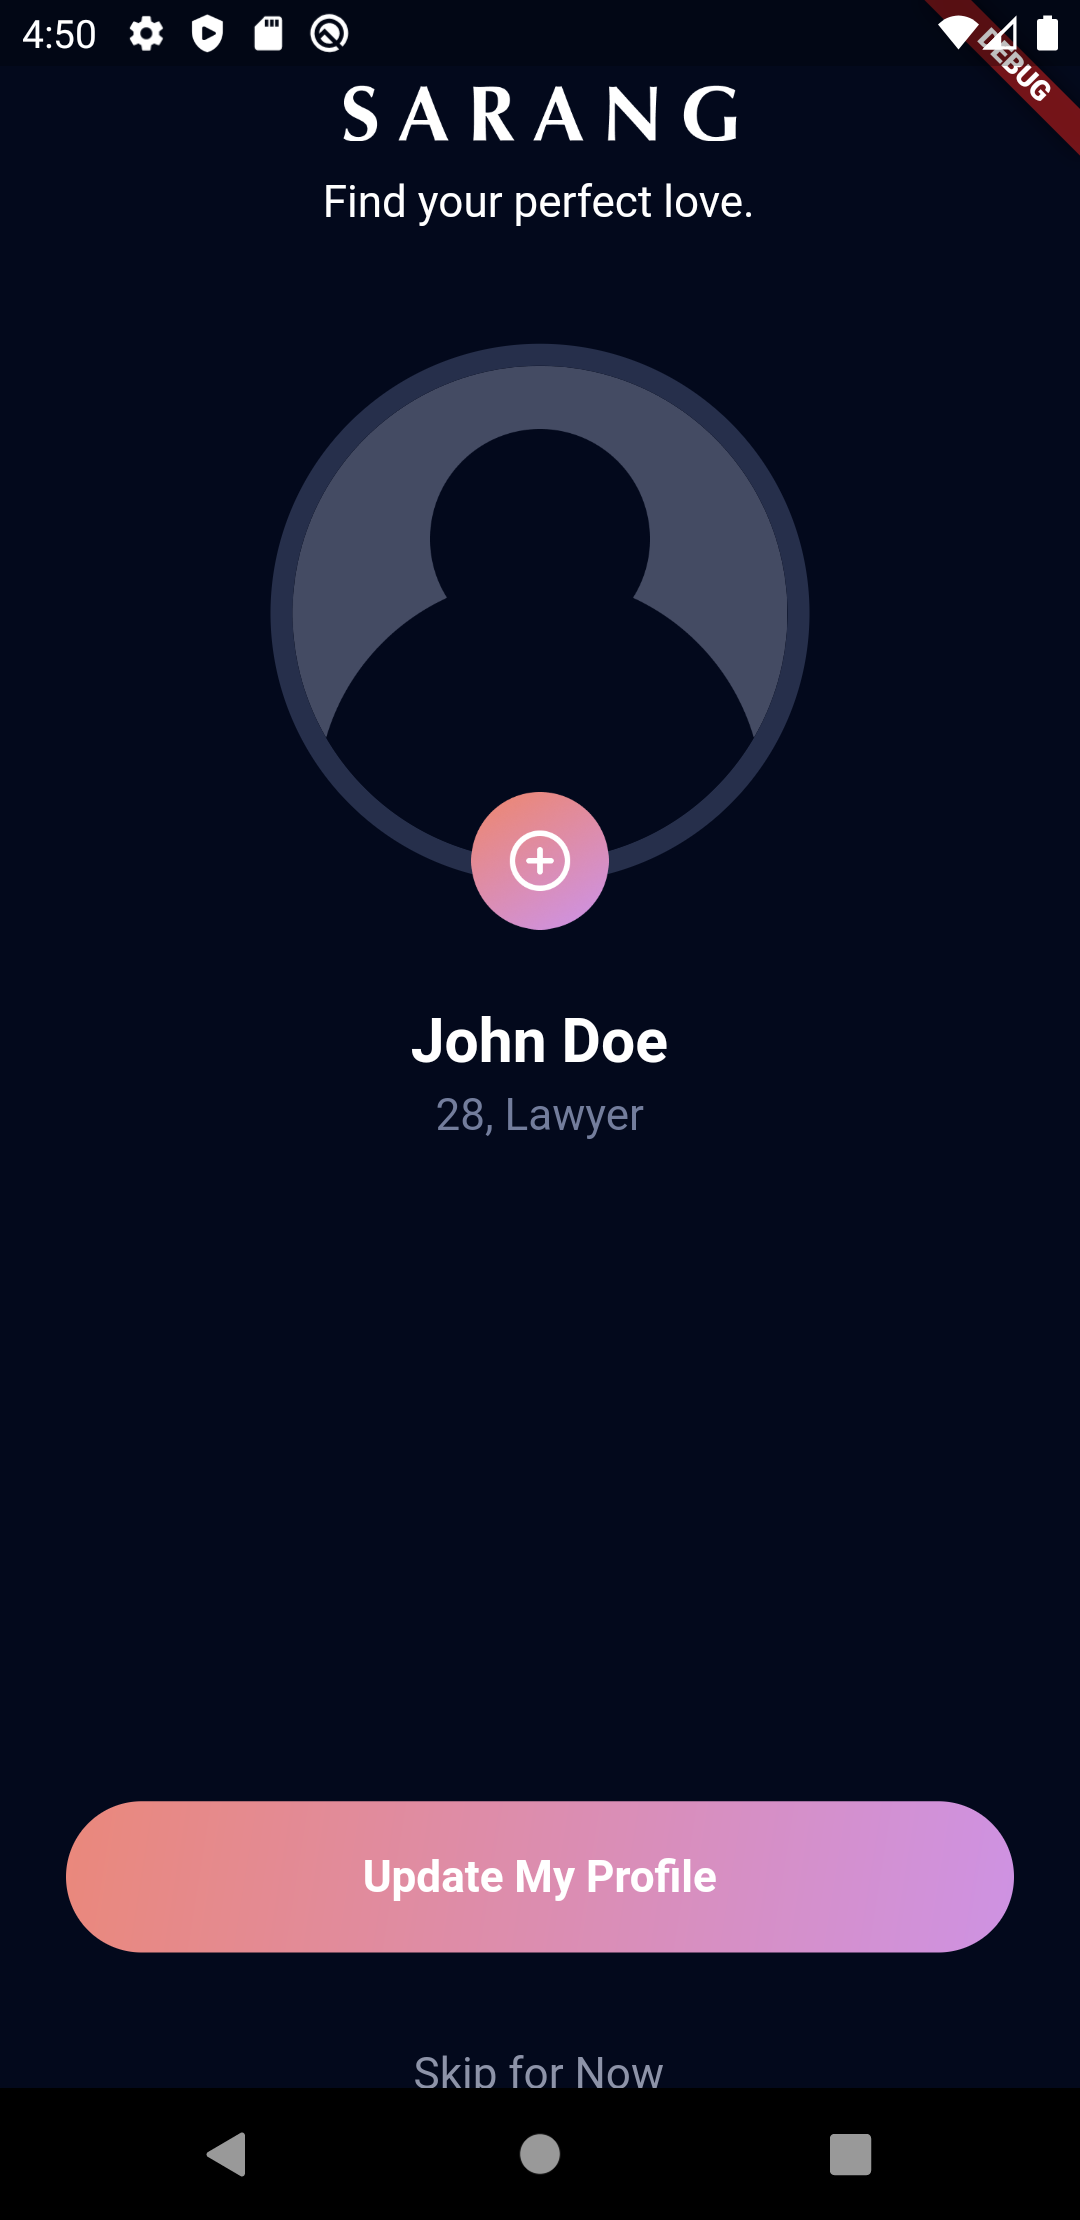 4:50
DEBUG
SARANG
Find your perfect love.
John Doe
28, Lawyer
Update My Profile
Skip for Now